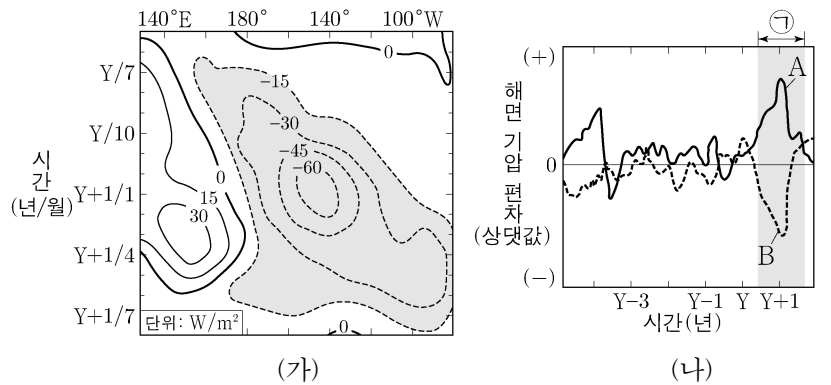 140°E 180° 140° 100°W
Y/7
Y/10
Y+1/1
Y+1/4
Y+1/7
시간(년/월)
0
-15
-30
-45
-60
0
15
30
0
단위: W/m²
(가)
㉠
(+)
0
(-)
해면 기압 편차(상댓값)
A
B
Y-3 Y-1 Y Y+1
시간(년)
(나)